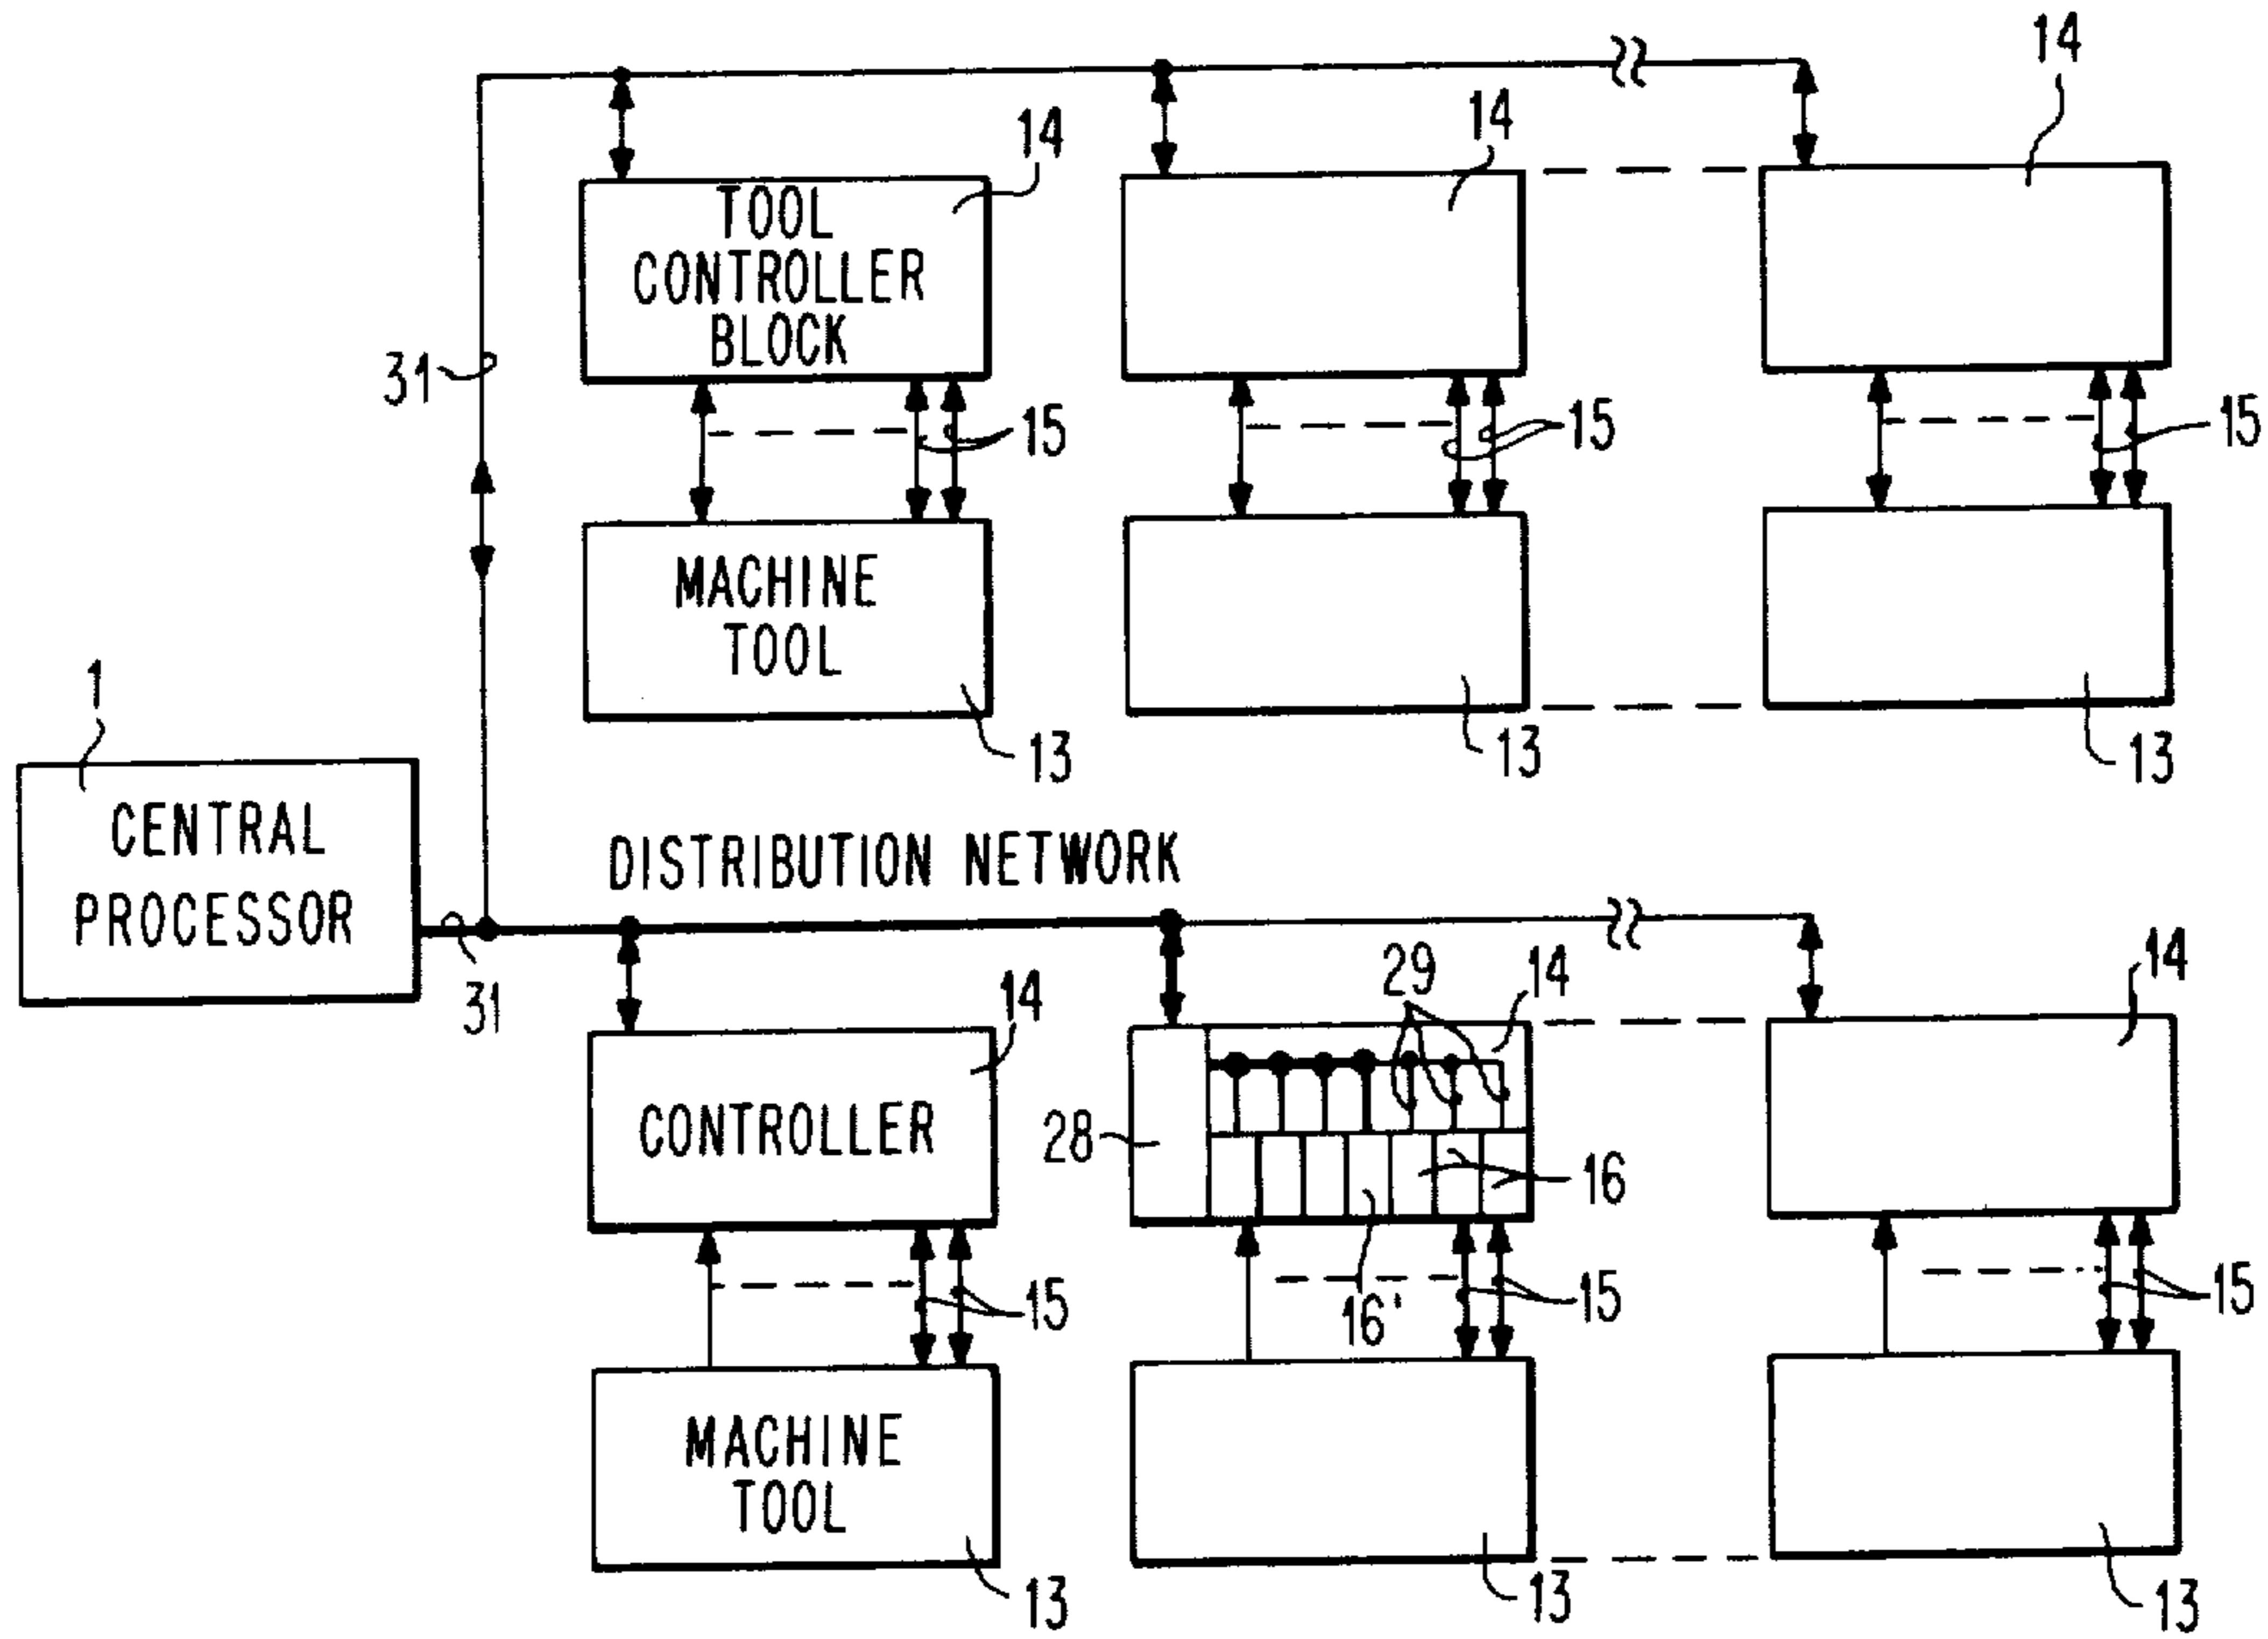 14
14
14
TOOL
CONTROLLER
BLOCK
31
15
15
15
MACHINE
TOOL
13
13
13
1
CENTRAL
PROCESSOR
DISTRIBUTION NETWORK
31
14
29
14
14
CONTROLLER
28
16
15
16'
15
15
MACHINE
TOOL
13
13
13